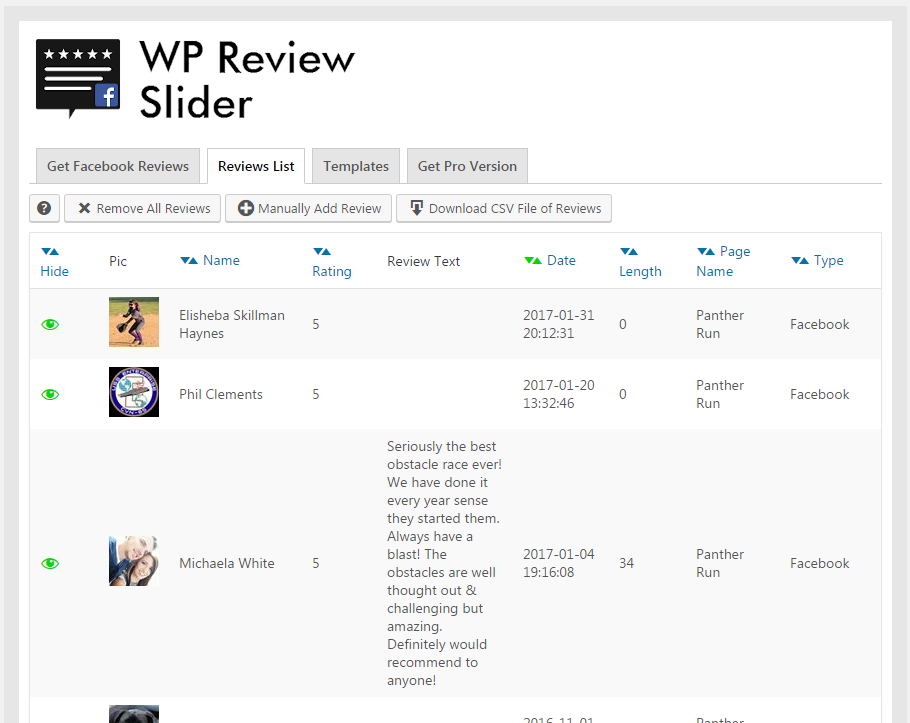 WP Review
Slider
Get Facebook Reviews
Reviews List
Templates
Get Pro Version
? Remove All Reviews Manually Add Review Download CSV File of Reviews
Hide
Pic
Name
Rating
Review Text
Date
Length
Page
Name
Type
Elisheba Skillman
Haynes
5
2017-01-31
20:12:31
0
Panther
Run
Facebook
Phil Clements
5
2017-01-20
13:32:46
0
Panther
Run
Facebook
Michaela White
5
Seriously the best
obstacle race ever!
We have done it
every year sense
they started them.
Always have a
blast! The
obstacles are well
thought out &
challenging but
amazing.
Definitely would
recommend to
anyone!
2017-01-04
19:16:08
34
Panther
Run
Facebook
2016-11-01
Panther